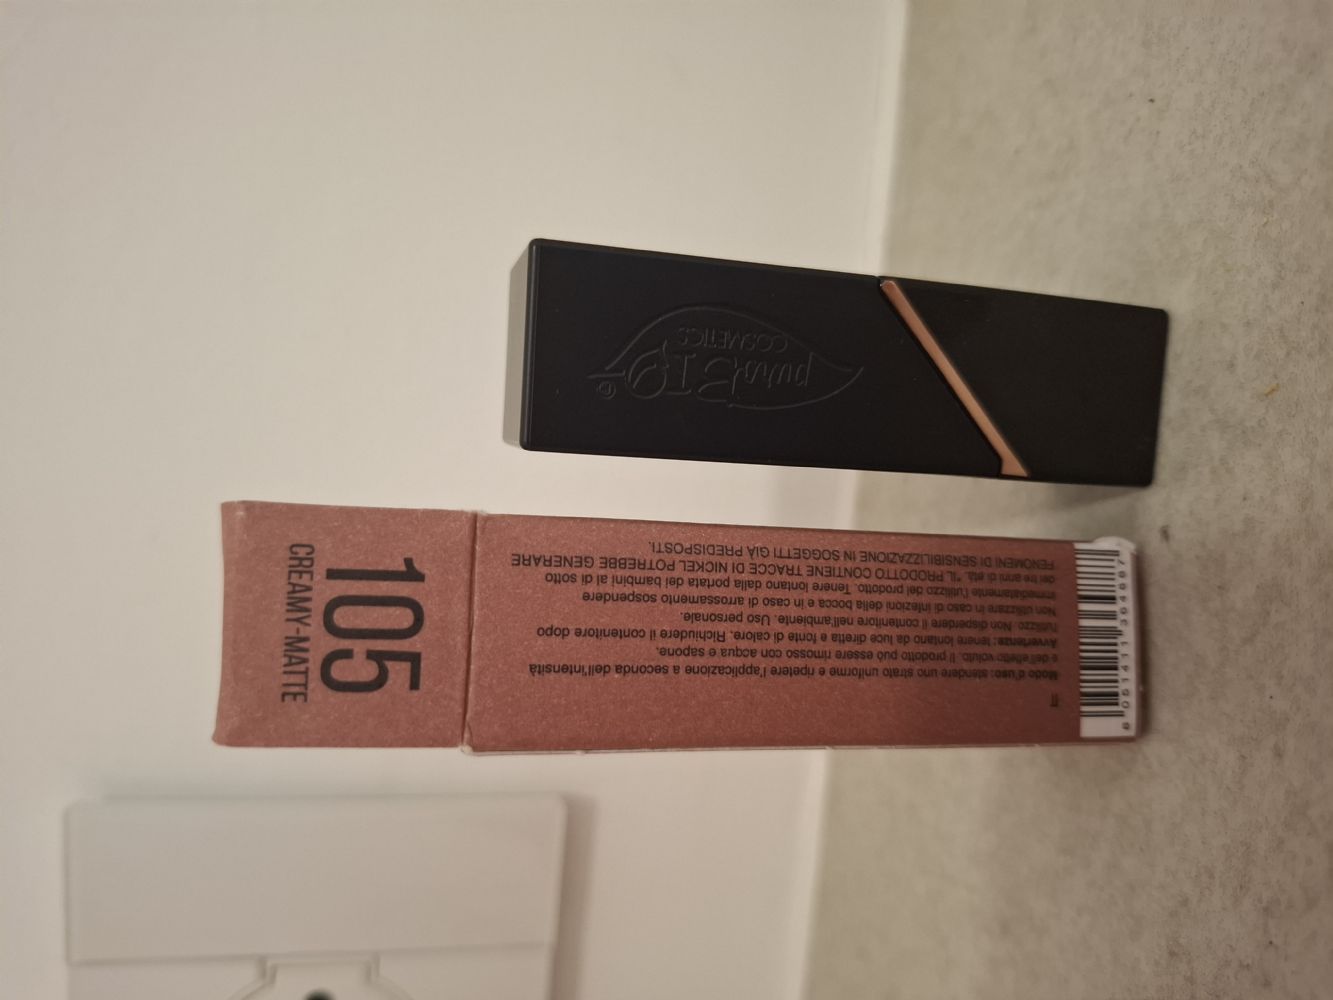 105
CREAMY-MATTE
IT
Modo d'uso: stendere uno strato uniforme e ripetere l'applicazione a seconda dell'intensità
e dell'effetto voluto. Il prodotto può essere rimosso con acqua e sapone.
Avvertenze: tenere lontano da luce diretta e fonte di calore. Richiudere il contenitore dopo
l'utilizzo. Non disperdere il contenitore nell'ambiente. Uso personale.
Non utilizzare in caso di infezioni della bocca e in caso di arrossamento sospendere
immediatamente l'utilizzo del prodotto. Tenere lontano dalla portata dei bambini al di sotto
dei tre anni di età. "IL PRODOTTO CONTIENE TRACCE DI NICKEL POTREBBE GENERARE
FENOMENI DI SENSIBILIZZAZIONE IN SOGGETTI GIÀ PREDISPOSTI.
puroBIO
COSMETICS